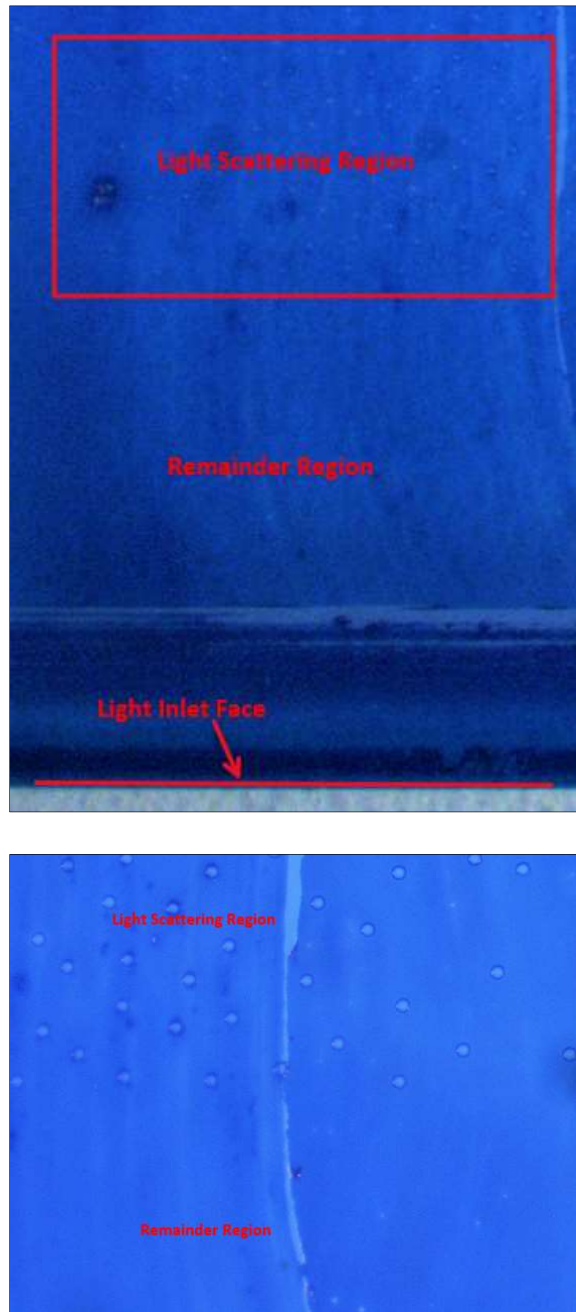 Light Scattering Region
Remainder Region
Light Inlet Face
Light Scattering Region
Remainder Region